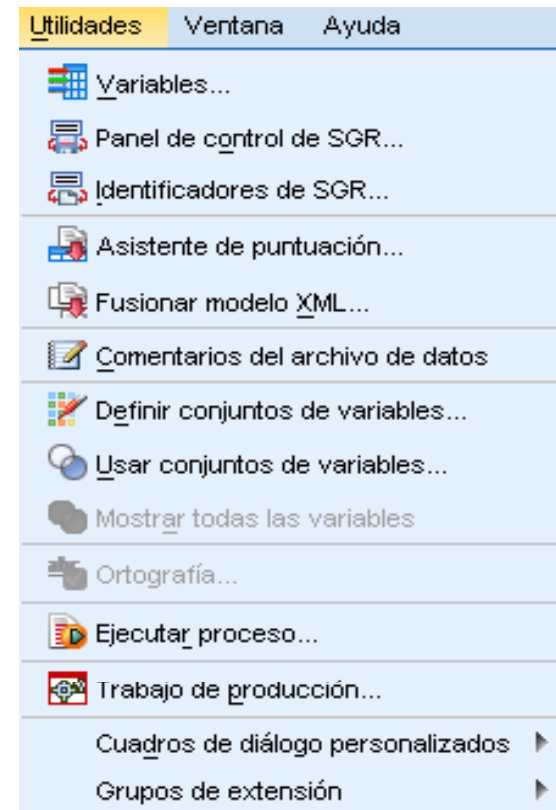 Utilidades Ventana Ayuda
Variables...
Panel de control de SGR...
Identificadores de SGR...
Asistente de puntuación...
Fusionar modelo XML...
Comentarios del archivo de datos
Definir conjuntos de variables...
Usar conjuntos de variables...
Mostrar todas las variables
Ortografía...
Ejecutar proceso...
Trabajo de producción...
Cuadros de diálogo personalizados
Grupos de extensión